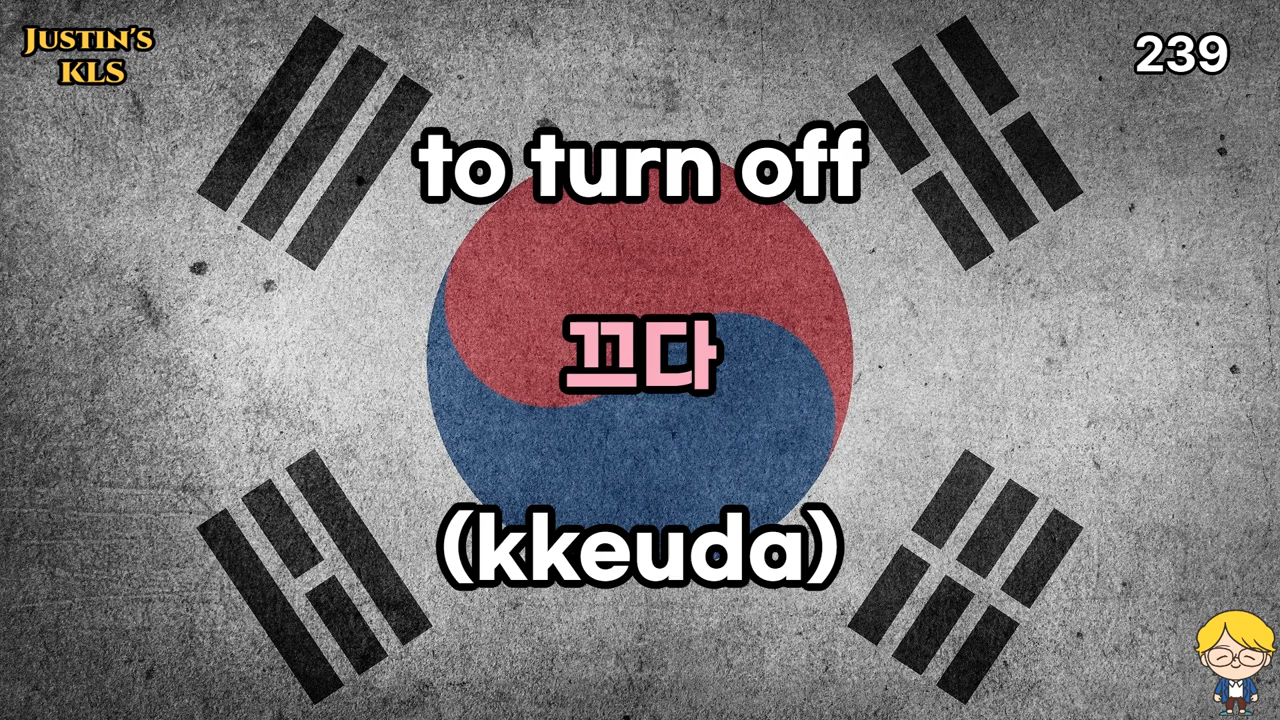 JUSTIN'S
KLS
239
to turn off
끄다
(kkeuda)